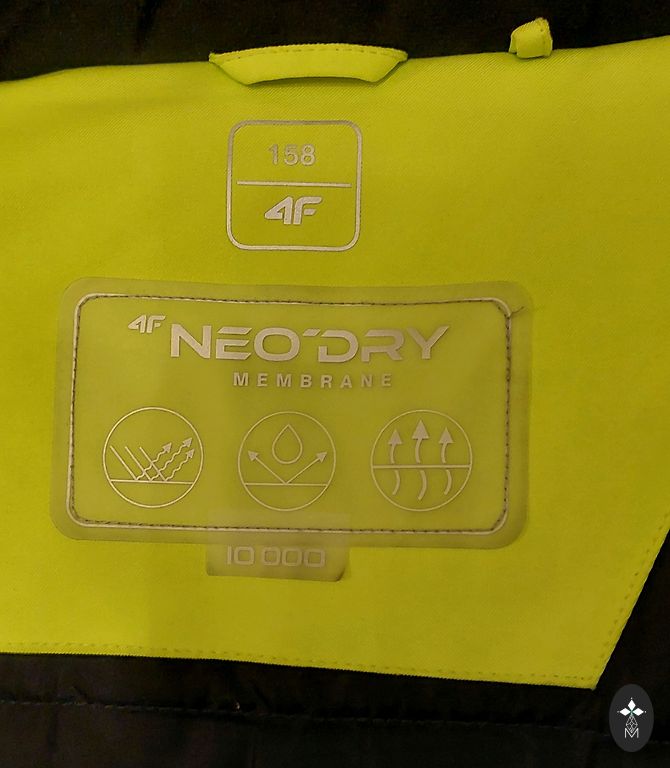 158
4F
4F NEO'DRY
MEMBRANE
10 000
M